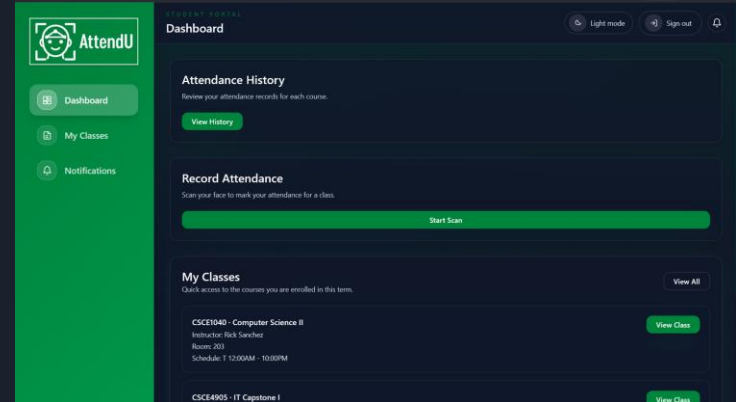 AttendU
Dashboard
My Classes
Notifications
STUDENT PORTAL
Dashboard
Light mode
Sign out
Attendance History
Review your attendance records for each course.
View History
Record Attendance
Scan your face to mark your attendance for a class.
Start Scan
My Classes
Quick access to the courses you are enrolled in this term.
View All
CSCE1040 - Computer Science II
Instructor: Rick Sanchez
Room: 203
Schedule: T 12:00AM - 10:00PM
View Class
CSCE4905 - IT Capstone I
View Class